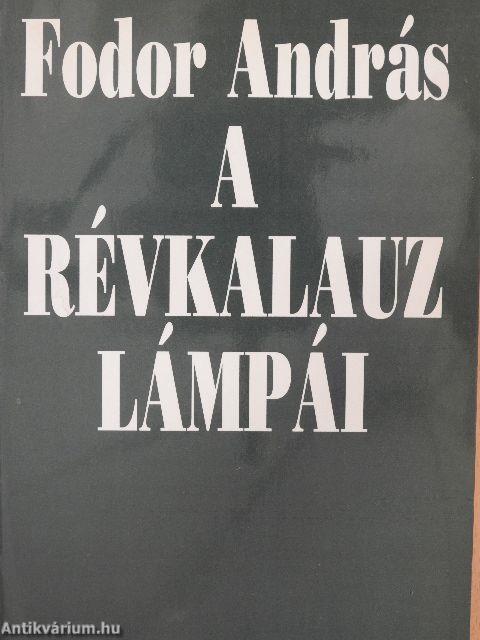 Fodor András
A
RÉVKALAUZ
LÁMPÁI
Antikvárium.hu